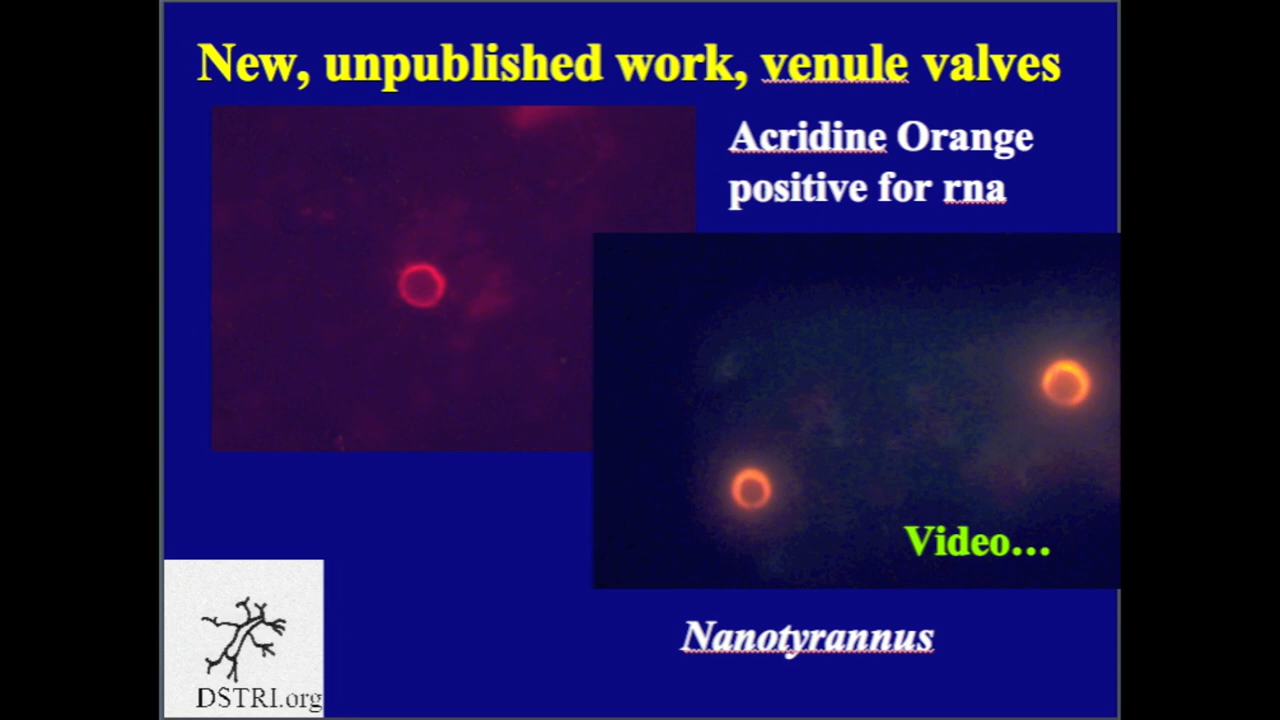 New, unpublished work, venule valves
Acridine Orange
positive for rna
Video...
Nanotyrannus
DSTRI.org